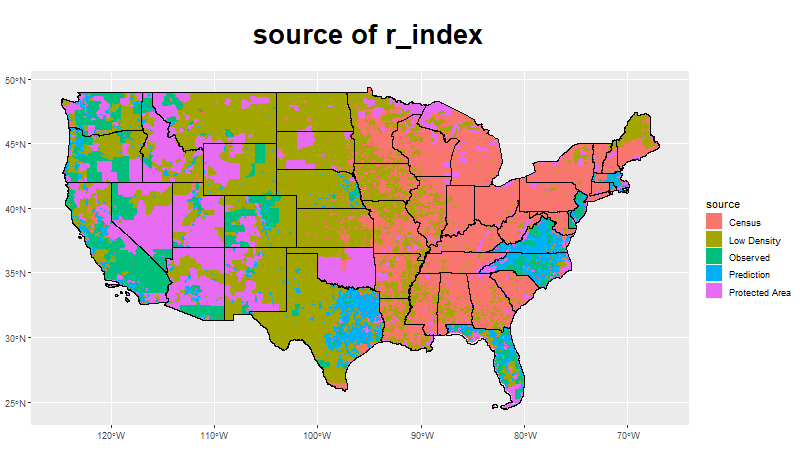 source of r_index
50°N
45°N
40°N
35°N
30°N
25°N
120°W
110°W
100°W
90°W
80°W
70°W
source
Census
Low Density
Observed
Prediction
Protected Area